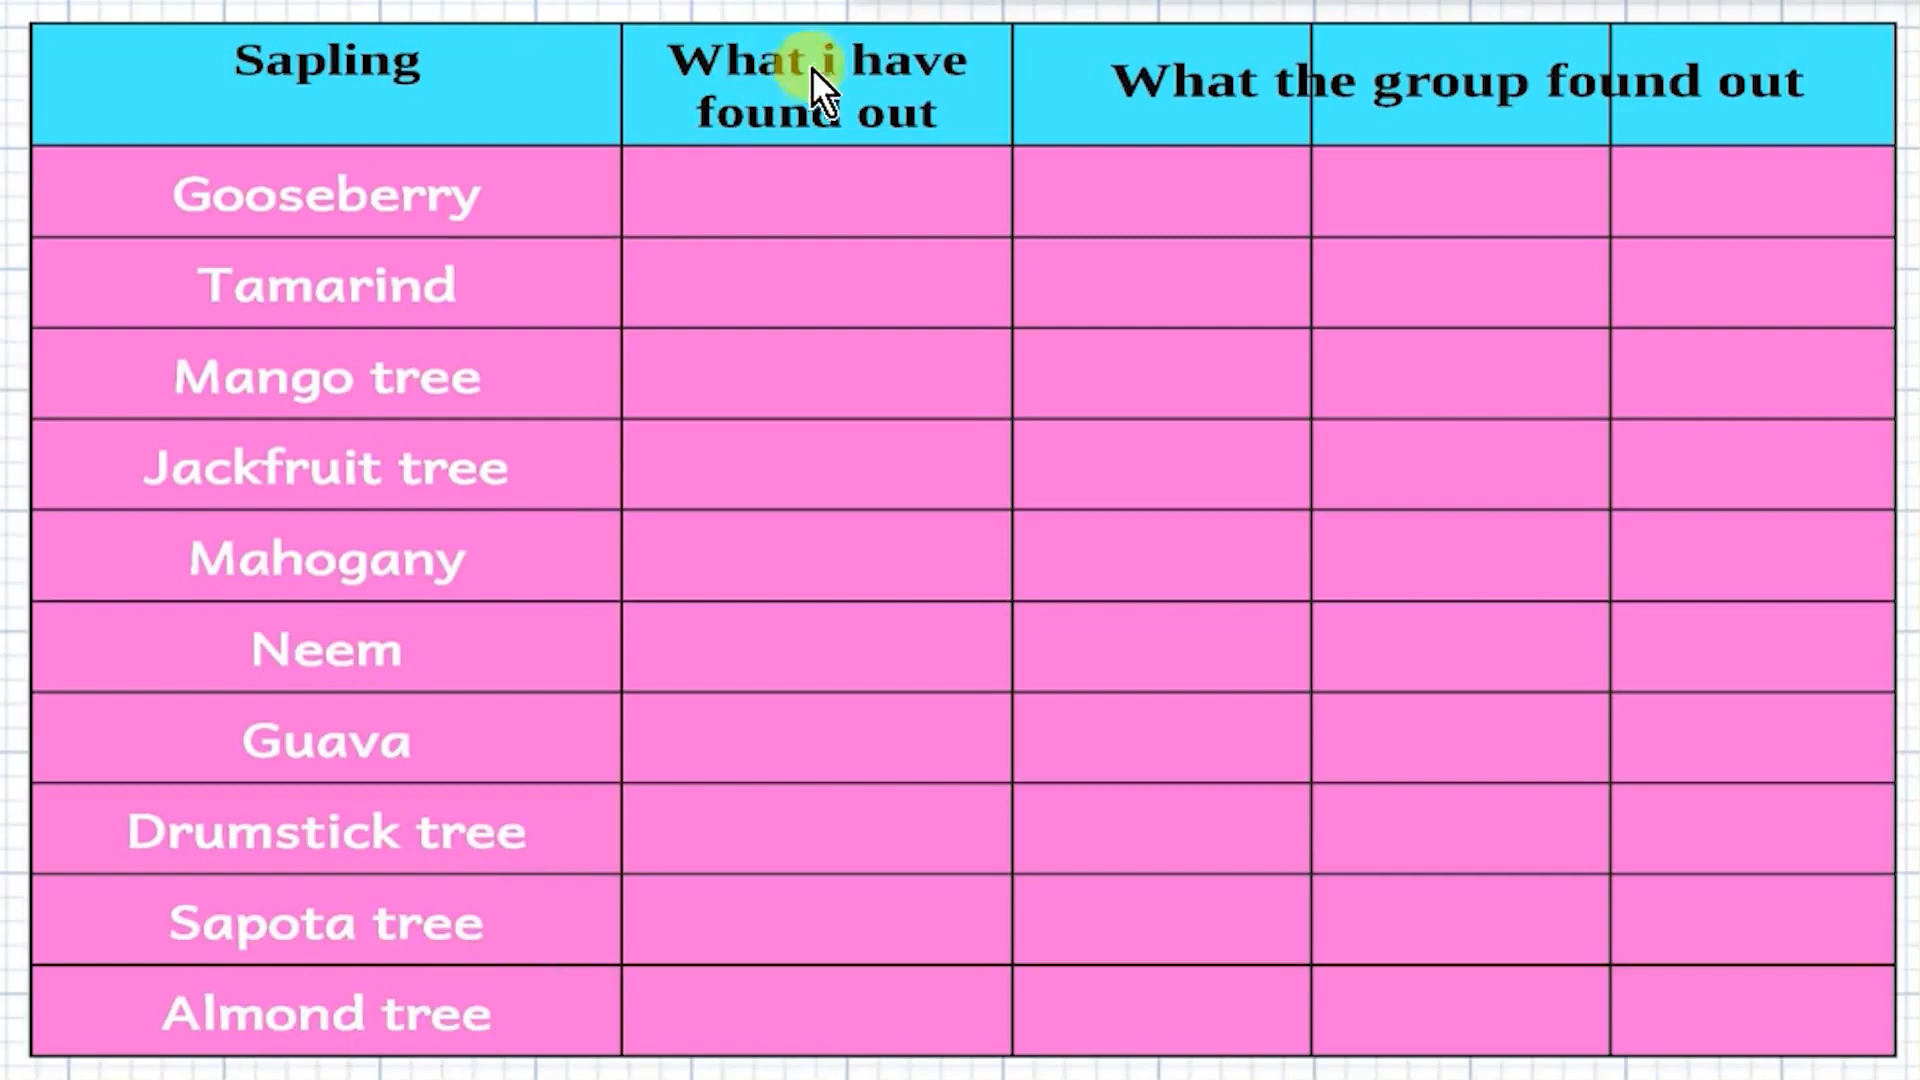 Sapling
What i have
found out
What the group found out
Gooseberry
Tamarind
Mango tree
Jackfruit tree
Mahogany
Neem
Guava
Drumstick tree
Sapota tree
Almond tree